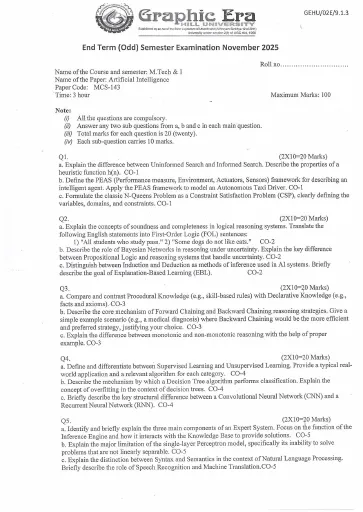 GEHU/02E/9.1.3
Graphic Era
HILL UNIVERSITY
End Term (Odd) Semester Examination November 2025
Roll no..............................
Name of the Course and semester: M.Tech & I
Name of the Paper: Artificial Intelligence
Paper Code: MCS-143
Time: 3 hour Maximum Marks: 100
Note:
(i) All the questions are compulsory.
(ii) Answer any two sub questions from a, b and c in each main question.
(iii) Total marks for each question is 20 (twenty).
(iv) Each sub-question carries 10 marks.
Q1. (2X10=20 Marks)
a. Explain the difference between Uninformed Search and Informed Search. Describe the properties of a
heuristic function h(n). CO-1
b. Define the PEAS (Performance measure, Environment, Actuators, Sensors) framework for describing an
intelligent agent. Apply the PEAS framework to model an Autonomous Taxi Driver. CO-1
c. Formulate the classic N-Queens Problem as a Constraint Satisfaction Problem (CSP), clearly defining the
variables, domains, and constraints. CO-1
Q2. (2X10=20 Marks)
a. Explain the concepts of soundness and completeness in logical reasoning systems. Translate the
following English statements into First-Order Logic (FOL) sentences:
1) "All students who study pass." 2) "Some dogs do not like cats." CO-2
b. Describe the role of Bayesian Networks in reasoning under uncertainty. Explain the key difference
between Propositional Logic and reasoning systems that handle uncertainty. CO-2
c. Distinguish between Induction and Deduction as methods of inference used in AI systems. Briefly
describe the goal of Explanation-Based Learning (EBL). CO-2
Q3. (2X10=20 Marks)
a. Compare and contrast Procedural Knowledge (e.g., skill-based rules) with Declarative Knowledge (e.g.,
facts and axioms). CO-3
b. Describe the core mechanism of Forward Chaining and Backward Chaining reasoning strategies. Give a
simple example scenario (e.g., a medical diagnosis) where Backward Chaining would be the more efficient
and preferred strategy, justifying your choice. CO-3
c. Explain the difference between monotonic and non-monotonic reasoning with the help of proper
example. CO-3
Q4. (2X10=20 Marks)
a. Define and differentiate between Supervised Learning and Unsupervised Learning. Provide a typical real-
world application and a relevant algorithm for each category. CO-4
b. Describe the mechanism by which a Decision Tree algorithm performs classification. Explain the
concept of overfitting in the context of decision trees. CO-4
c. Briefly describe the key structural difference between a Convolutional Neural Network (CNN) and a
Recurrent Neural Network (RNN). CO-4
Q5. (2X10=20 Marks)
a. Identify and briefly explain the three main components of an Expert System. Focus on the function of the
Inference Engine and how it interacts with the Knowledge Base to provide solutions. CO-5
b. Explain the major limitation of the single-layer Perceptron model, specifically its inability to solve
problems that are not linearly separable. CO-5
c. Explain the distinction between Syntax and Semantics in the context of Natural Language Processing.
Briefly describe the role of Speech Recognition and Machine Translation.CO-5